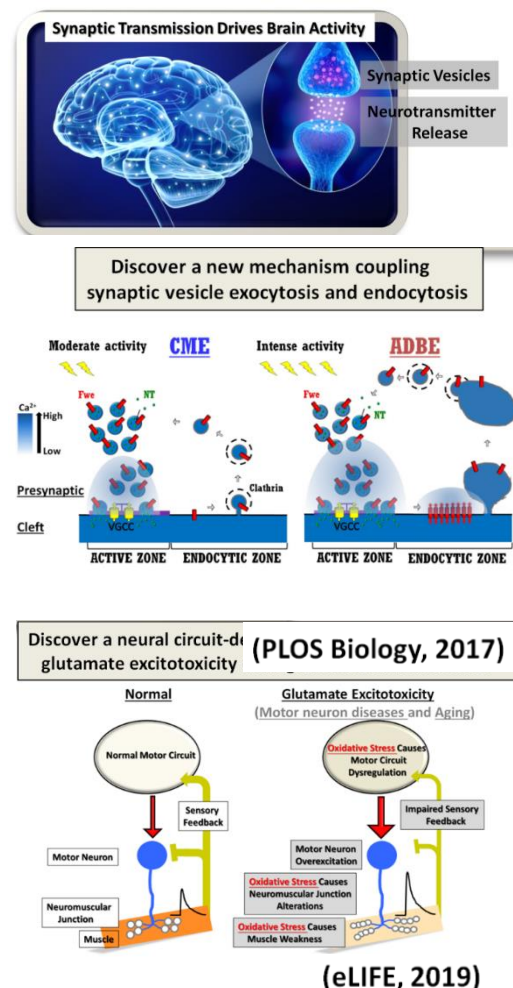 Synaptic Transmission Drives Brain Activity
Synaptic Vesicles
Neurotransmitter
Release
Discover a new mechanism coupling
synaptic vesicle exocytosis and endocytosis
Moderate activity
CME
Intense activity
ADBE
Fwe
NT
Fwe
NT
Ca²⁺
High
Low
Presynaptic
Clathrin
Cleft
VGCC
VGCC
ACTIVE ZONE
ENDOCYTIC ZONE
ACTIVE ZONE
ENDOCYTIC ZONE
Discover a neural circuit-de
(PLOS Biology, 2017)
glutamate excitotoxicity
Normal
Glutamate Excitotoxicity
(Motor neuron diseases and Aging)
Normal Motor Circuit
Oxidative Stress Causes
Motor Circuit
Dysregulation
Sensory
Feedback
Impaired Sensory
Feedback
Motor Neuron
Motor Neuron
Overexcitation
Oxidative Stress Causes
Neuromuscular Junction
Alterations
Neuromuscular
Junction
Muscle
Oxidative Stress Causes
Muscle Weakness
(eLIFE, 2019)